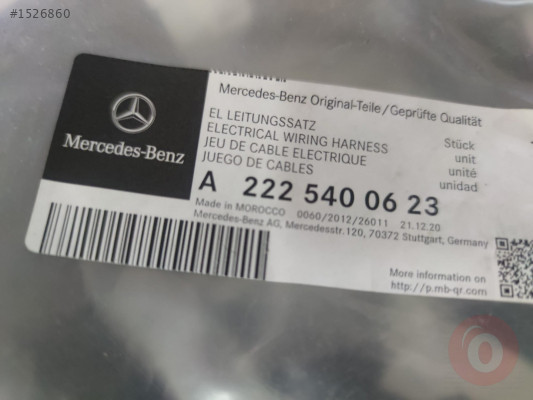 #1526860
Mercedes-Benz Original-Teile/Geprüfte Qualität
Mercedes-Benz
EL LEITUNGSSATZ
ELECTRICAL WIRING HARNESS
JEU DE CABLE ELECTRIQUE
JUEGO DE CABLES
Stück
unit
unité
unidad
A 222 540 06 23
Made in MOROCCO 0060/2012/26011 21.12.20
Mercedes-Benz AG, Mercedesstr.120, 70372 Stuttgart, Germany
More information on
http://p.mb-qr.com